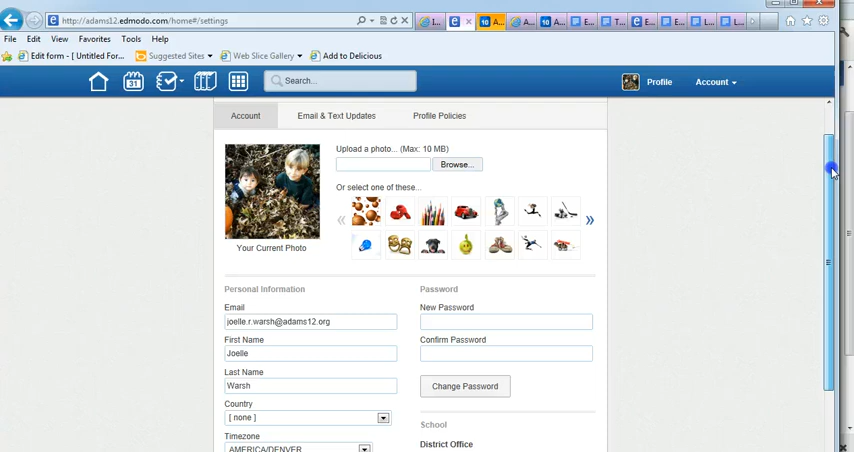 http://adams12.edmodo.com/home#/settings
10
A
10
E
T
E
E
L
L
File Edit View Favorites Tools Help
Edit form - [ Untitled For... Suggested Sites Web Slice Gallery Add to Delicious
31 Search... Profile Account
Account Email & Text Updates Profile Policies
Upload a photo... (Max: 10 MB)
Browse...
Or select one of these...
« »
Your Current Photo
Personal Information
Email
joelle.r.warsh@adams12.org
First Name
Joelle
Last Name
Warsh
Country
[ none ]
Timezone
AMERICA/DENVER
Password
New Password
Confirm Password
Change Password
School
District Office